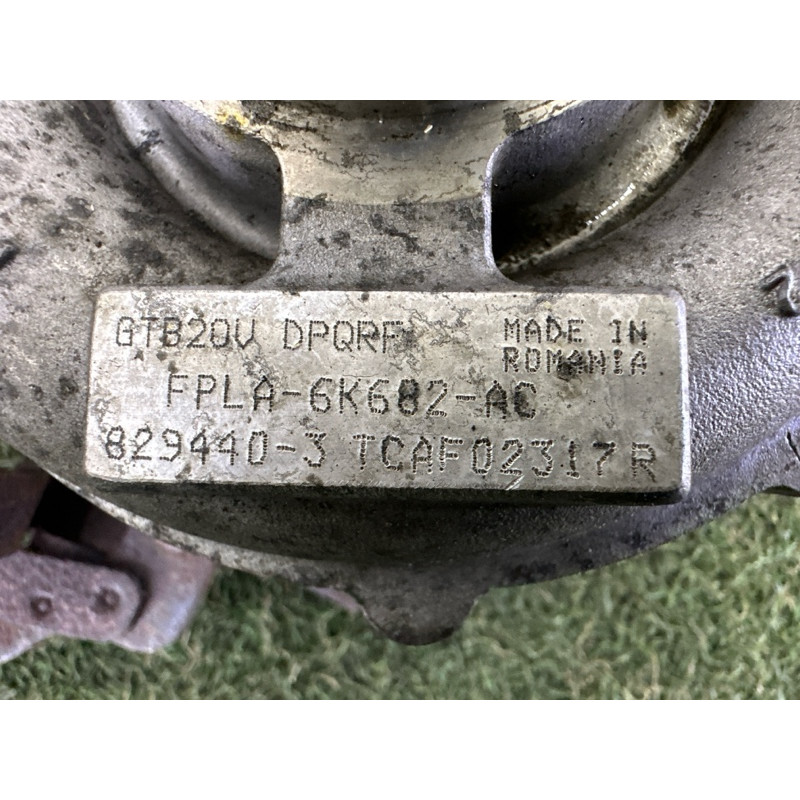 GTB20V DPQRF MADE IN
ROMANIA
FPLA-6K682-AC
829440-3 TCAF02317R